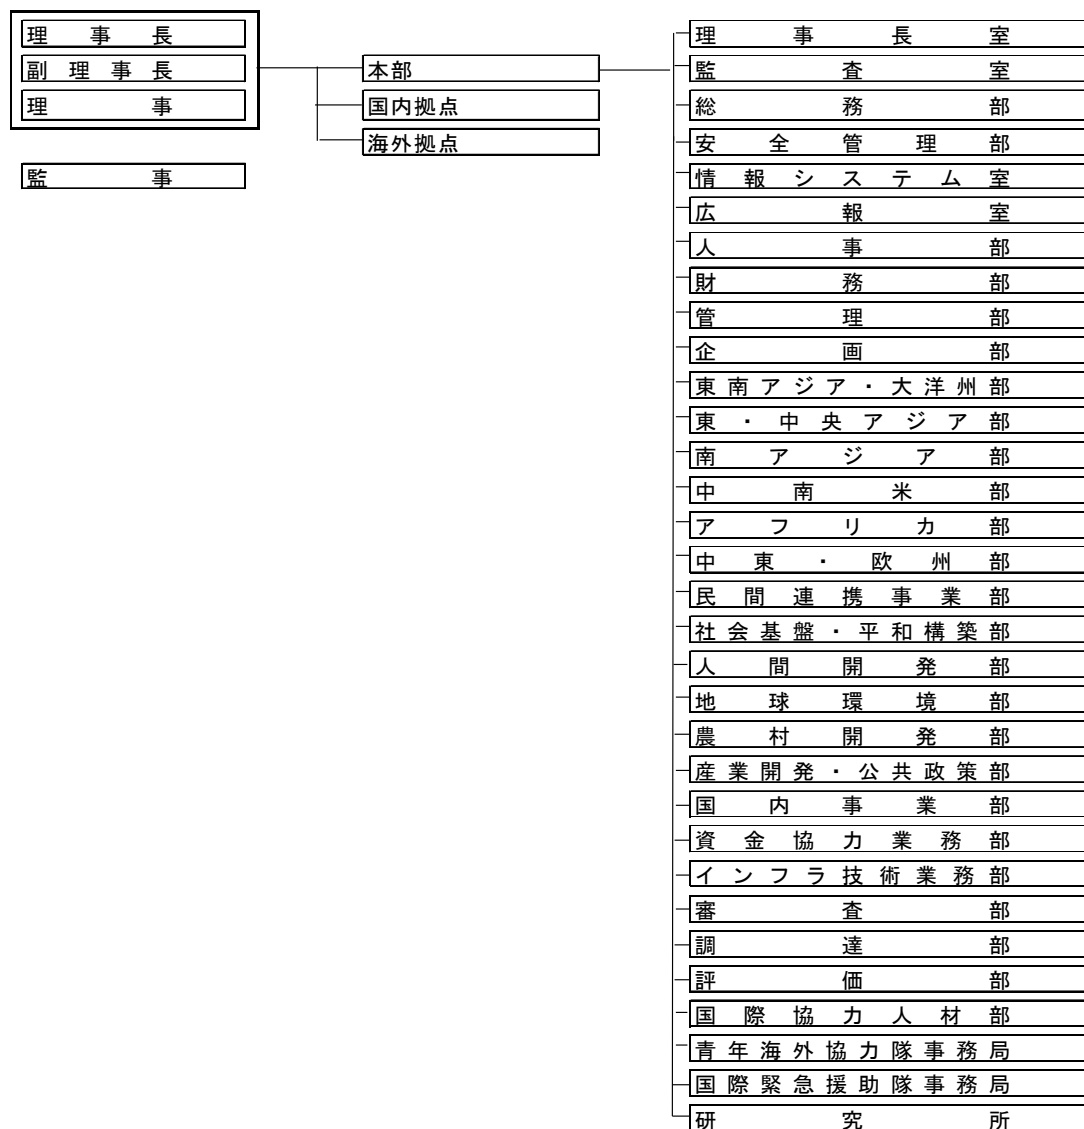 理事長
副理事長
理事
監事
本部
国内拠点
海外拠点
理事長室
監査室
総務部
安全管理部
情報システム室
広報室
人事部
財務部
管理部
企画部
東南アジア・大洋州部
東・中央アジア部
南アジア部
中南米部
アフリカ部
中東・欧州部
民間連携事業部
社会基盤・平和構築部
人間開発部
地球環境部
農村開発部
産業開発・公共政策部
国内事業部
資金協力業務部
インフラ技術業務部
審査部
調達部
評価部
国際協力人材部
青年海外協力隊事務局
国際緊急援助隊事務局
研究所